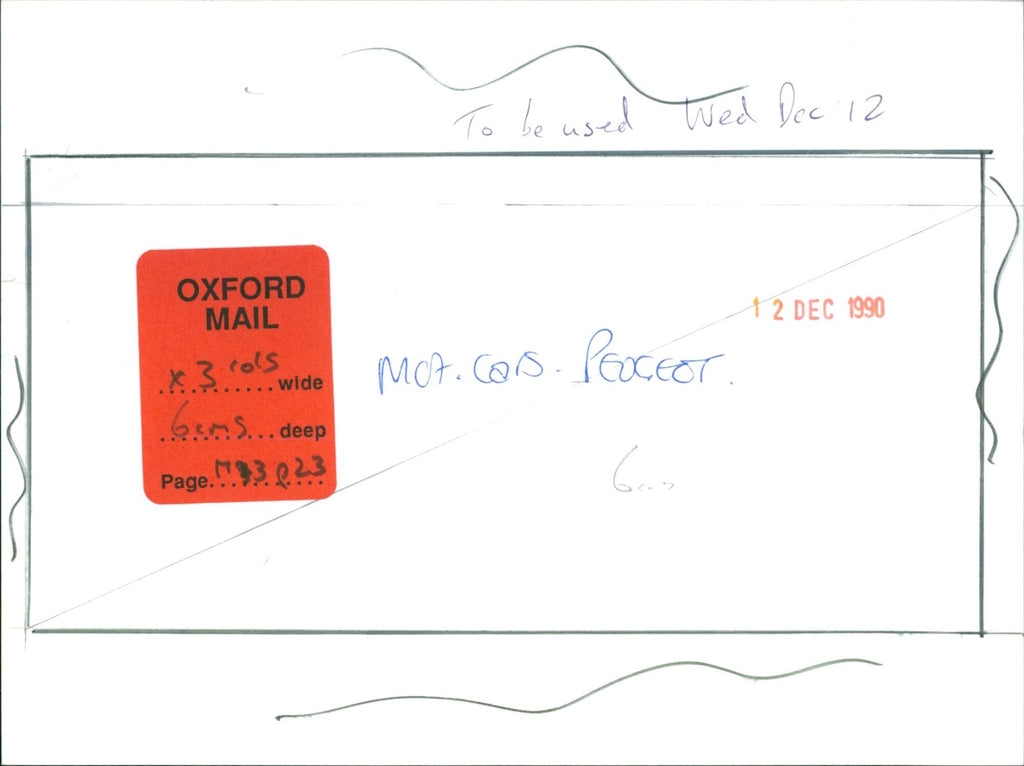 To be used Wed Dec 12
OXFORD
MAIL
x 3 cols wide
6cms deep
Page p23
12 DEC 1990
MOT. CARS - PEUGEOT.
6cms